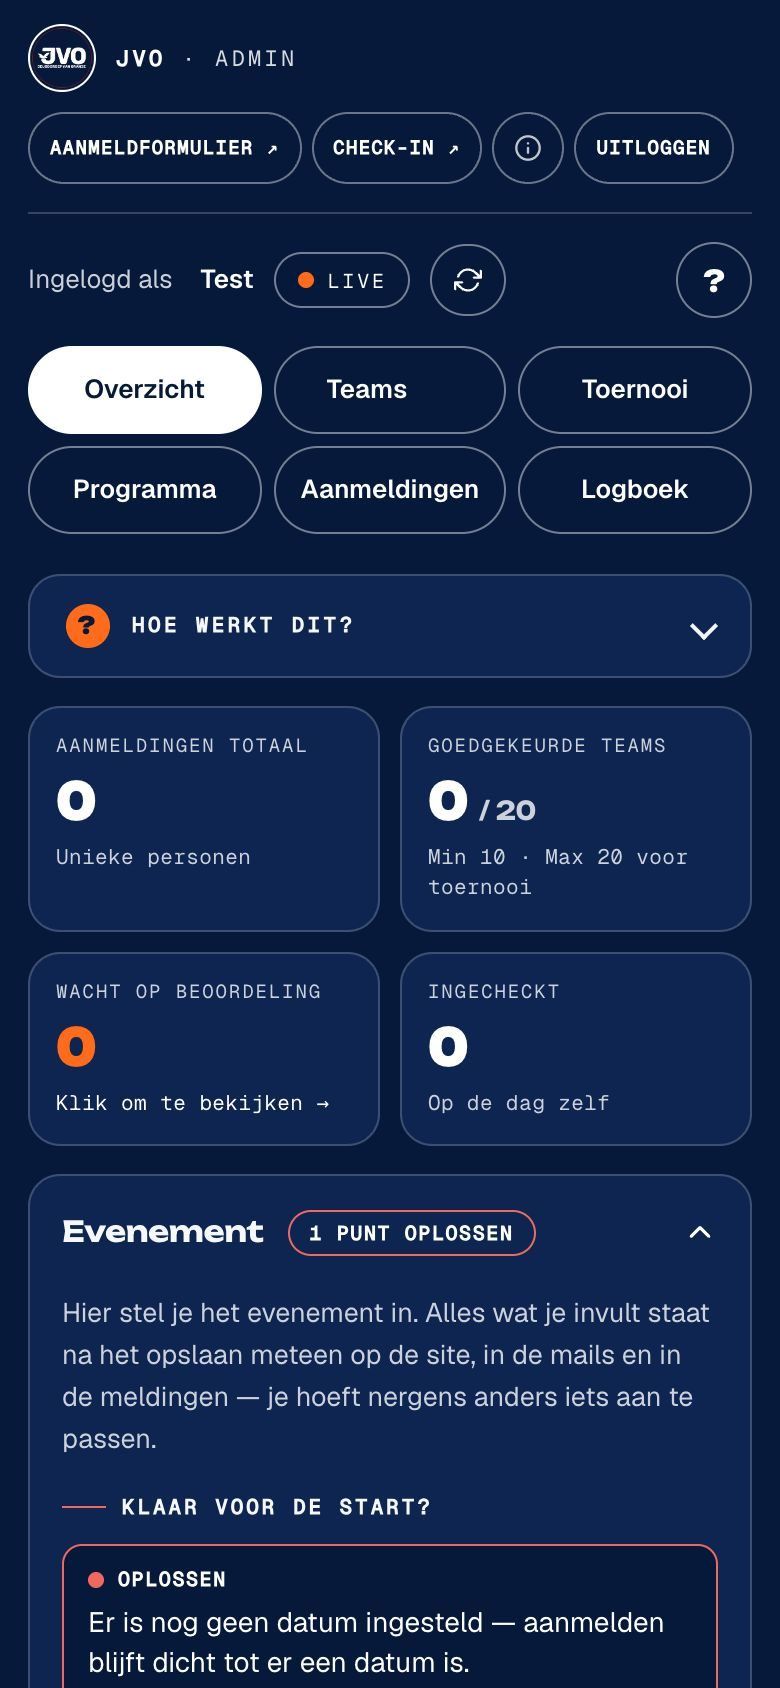 JVO
JVO · ADMIN
AANMELDFORMULIER ↗ CHECK-IN ↗ UITLOGGEN
Ingelogd als Test LIVE ?
Overzicht Teams Toernooi
Programma Aanmeldingen Logboek
? HOE WERKT DIT?
AANMELDINGEN TOTAAL
0
Unieke personen
GOEDGEKEURDE TEAMS
0 / 20
Min 10 · Max 20 voor
toernooi
WACHT OP BEOORDELING
0
Klik om te bekijken →
INGECHECKT
0
Op de dag zelf
Evenement 1 PUNT OPLOSSEN
Hier stel je het evenement in. Alles wat je invult staat
na het opslaan meteen op de site, in de mails en in
de meldingen — je hoeft nergens anders iets aan te
passen.
KLAAR VOOR DE START?
OPLOSSEN
Er is nog geen datum ingesteld — aanmelden
blijft dicht tot er een datum is.